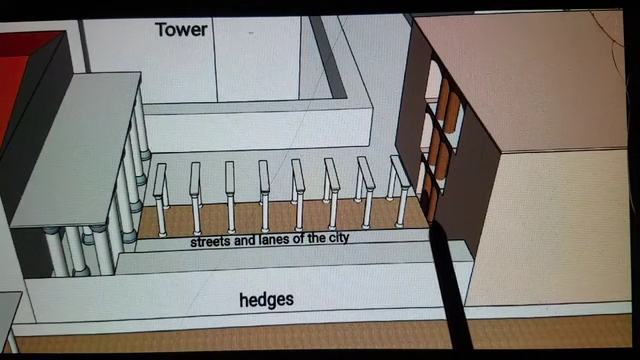 Tower
streets and lanes of the city
hedges